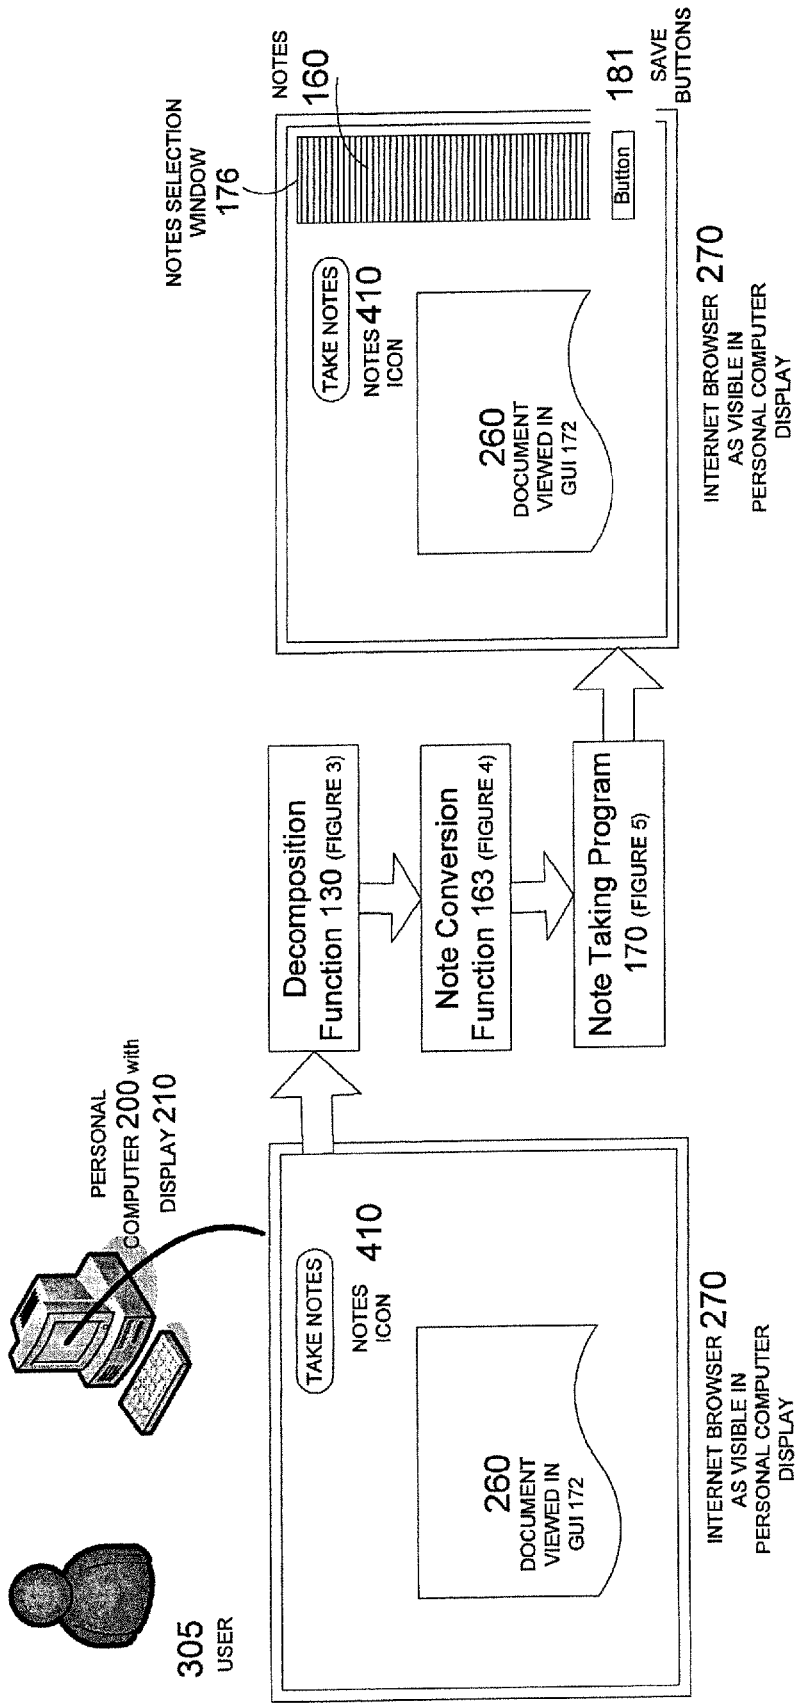 305
USER
PERSONAL
COMPUTER 200 with
DISPLAY 210
TAKE NOTES
NOTES 410
ICON
260
DOCUMENT
VIEWED IN
GUI 172
INTERNET BROWSER 270
AS VISIBLE IN
PERSONAL COMPUTER
DISPLAY
Decomposition
Function 130 (FIGURE 3)
Note Conversion
Function 163 (FIGURE 4)
Note Taking Program
170 (FIGURE 5)
NOTES SELECTION
WINDOW
176
NOTES
160
TAKE NOTES
NOTES 410
ICON
260
DOCUMENT
VIEWED IN
GUI 172
Button
181
SAVE
BUTTONS
INTERNET BROWSER 270
AS VISIBLE IN
PERSONAL COMPUTER
DISPLAY